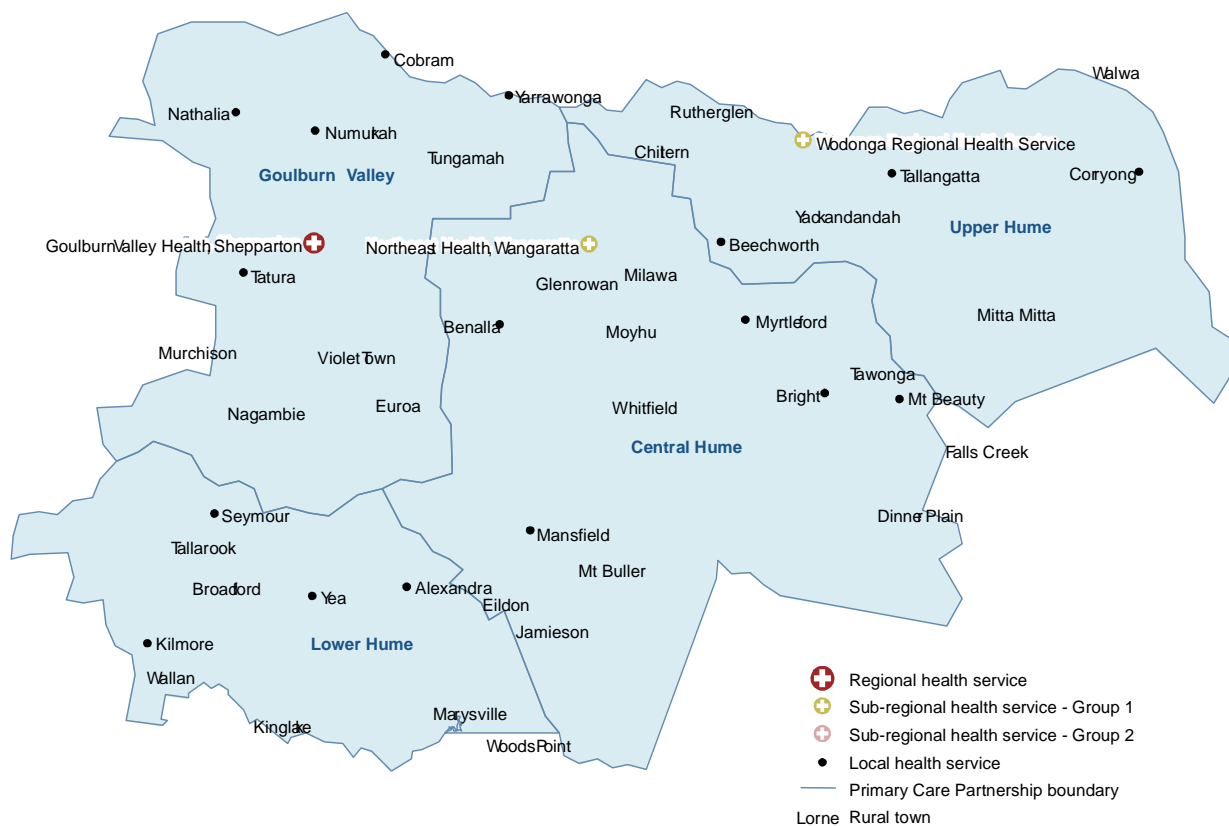 Cobram
Walwa
Yarrawonga
Nathalia
Rutherglen
Numurkah
Wodonga Regional Health Service
Chiltern
Tungamah
Goulburn Valley
Tallangatta
Corryong
Yackandandah
Upper Hume
Goulburn Valley Health, Shepparton
Northeast Health, Wangaratta
Beechworth
Tatura
Glenrowan
Milawa
Mitta Mitta
Benalla
Moyhu
Myrtleford
Murchison
Violet Town
Tawonga
Nagambie
Euroa
Whitfield
Bright
Mt Beauty
Central Hume
Falls Creek
Seymour
Dinner Plain
Mansfield
Tallarook
Mt Buller
Broadford
Yea
Alexandra
Eildon
Jamieson
Kilmore
Lower Hume
Wallan
Marysville
Kinglake
Woods Point
Regional health service
Sub-regional health service - Group 1
Sub-regional health service - Group 2
Local health service
Primary Care Partnership boundary
Lorne Rural town